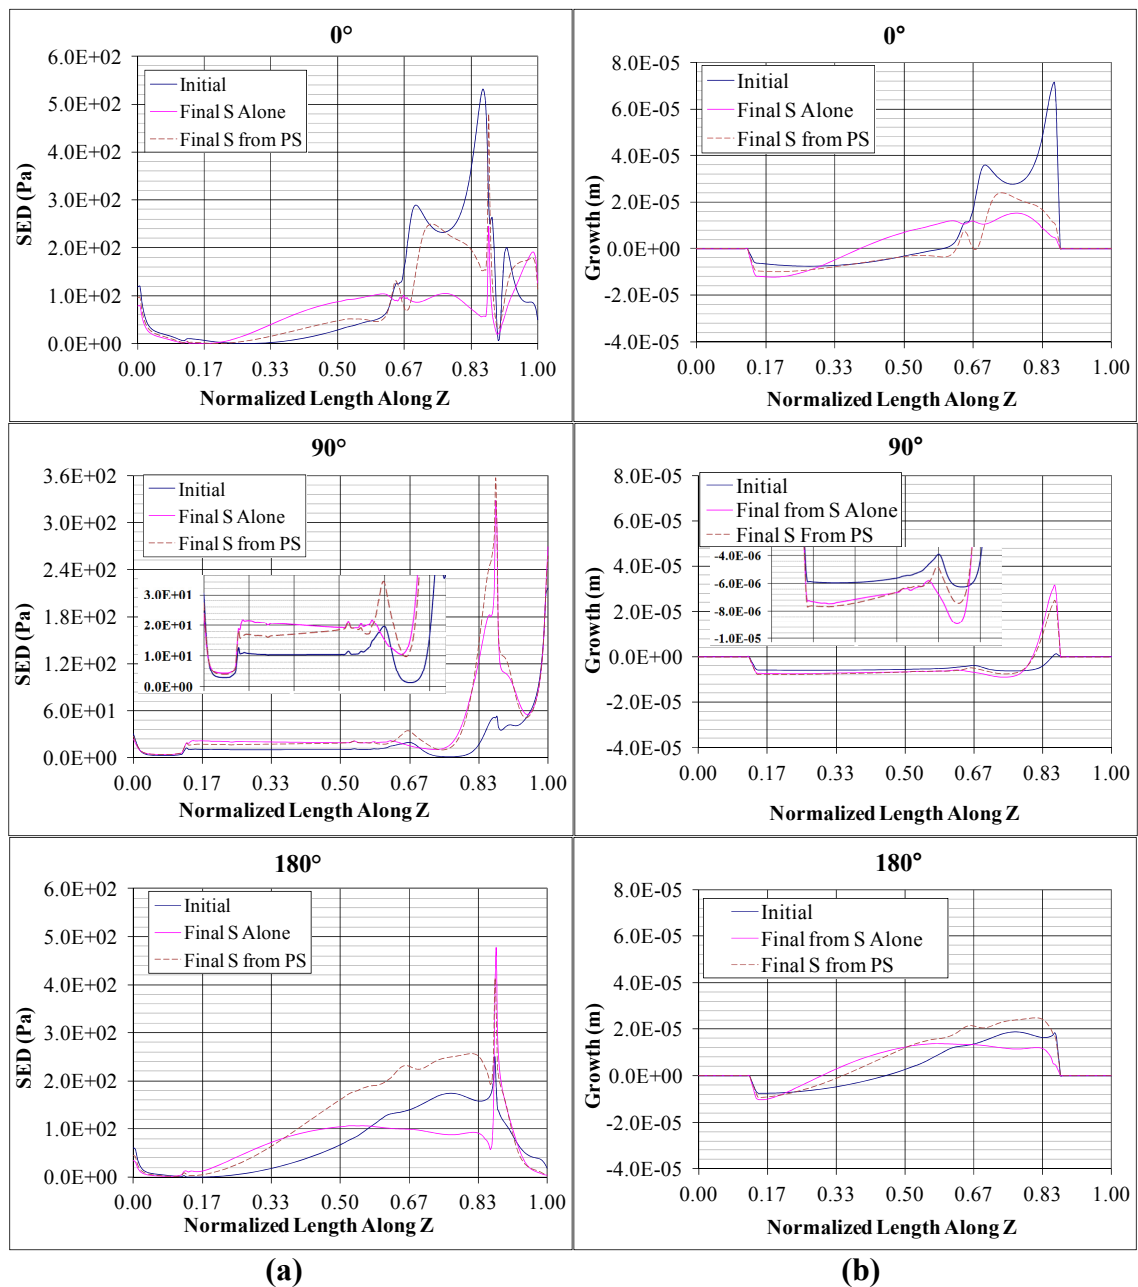 0°
6.0E+02
5.0E+02
4.0E+02
3.0E+02
2.0E+02
1.0E+02
0.0E+00
SED (Pa)
Initial
Final S Alone
Final S from PS
0.00 0.17 0.33 0.50 0.67 0.83 1.00
Normalized Length Along Z
0°
8.0E-05
6.0E-05
4.0E-05
2.0E-05
0.0E+00
-2.0E-05
-4.0E-05
Growth (m)
Initial
Final S Alone
Final S from PS
0.00 0.17 0.33 0.50 0.67 0.83 1.00
Normalized Length Along Z
90°
3.6E+02
3.0E+02
2.4E+02
1.8E+02
1.2E+02
6.0E+01
0.0E+00
SED (Pa)
Initial
Final S Alone
Final S from PS
3.0E+01
2.0E+01
1.0E+01
0.0E+00
0.00 0.17 0.33 0.50 0.67 0.83 1.00
Normalized Length Along Z
90°
8.0E-05
6.0E-05
4.0E-05
2.0E-05
0.0E+00
-2.0E-05
-4.0E-05
Growth (m)
Initial
Final from S Alone
Final S From PS
-4.0E-06
-6.0E-06
-8.0E-06
-1.0E-05
0.00 0.17 0.33 0.50 0.67 0.83 1.00
Normalized Length Along Z
180°
6.0E+02
5.0E+02
4.0E+02
3.0E+02
2.0E+02
1.0E+02
0.0E+00
SED (Pa)
Initial
Final S Alone
Final S from PS
0.00 0.17 0.33 0.50 0.67 0.83 1.00
Normalized Length Along Z
180°
8.0E-05
6.0E-05
4.0E-05
2.0E-05
0.0E+00
-2.0E-05
-4.0E-05
Growth (m)
Initial
Final from S Alone
Final S from PS
0.00 0.17 0.33 0.50 0.67 0.83 1.00
Normalized Length Along Z
(a)
(b)